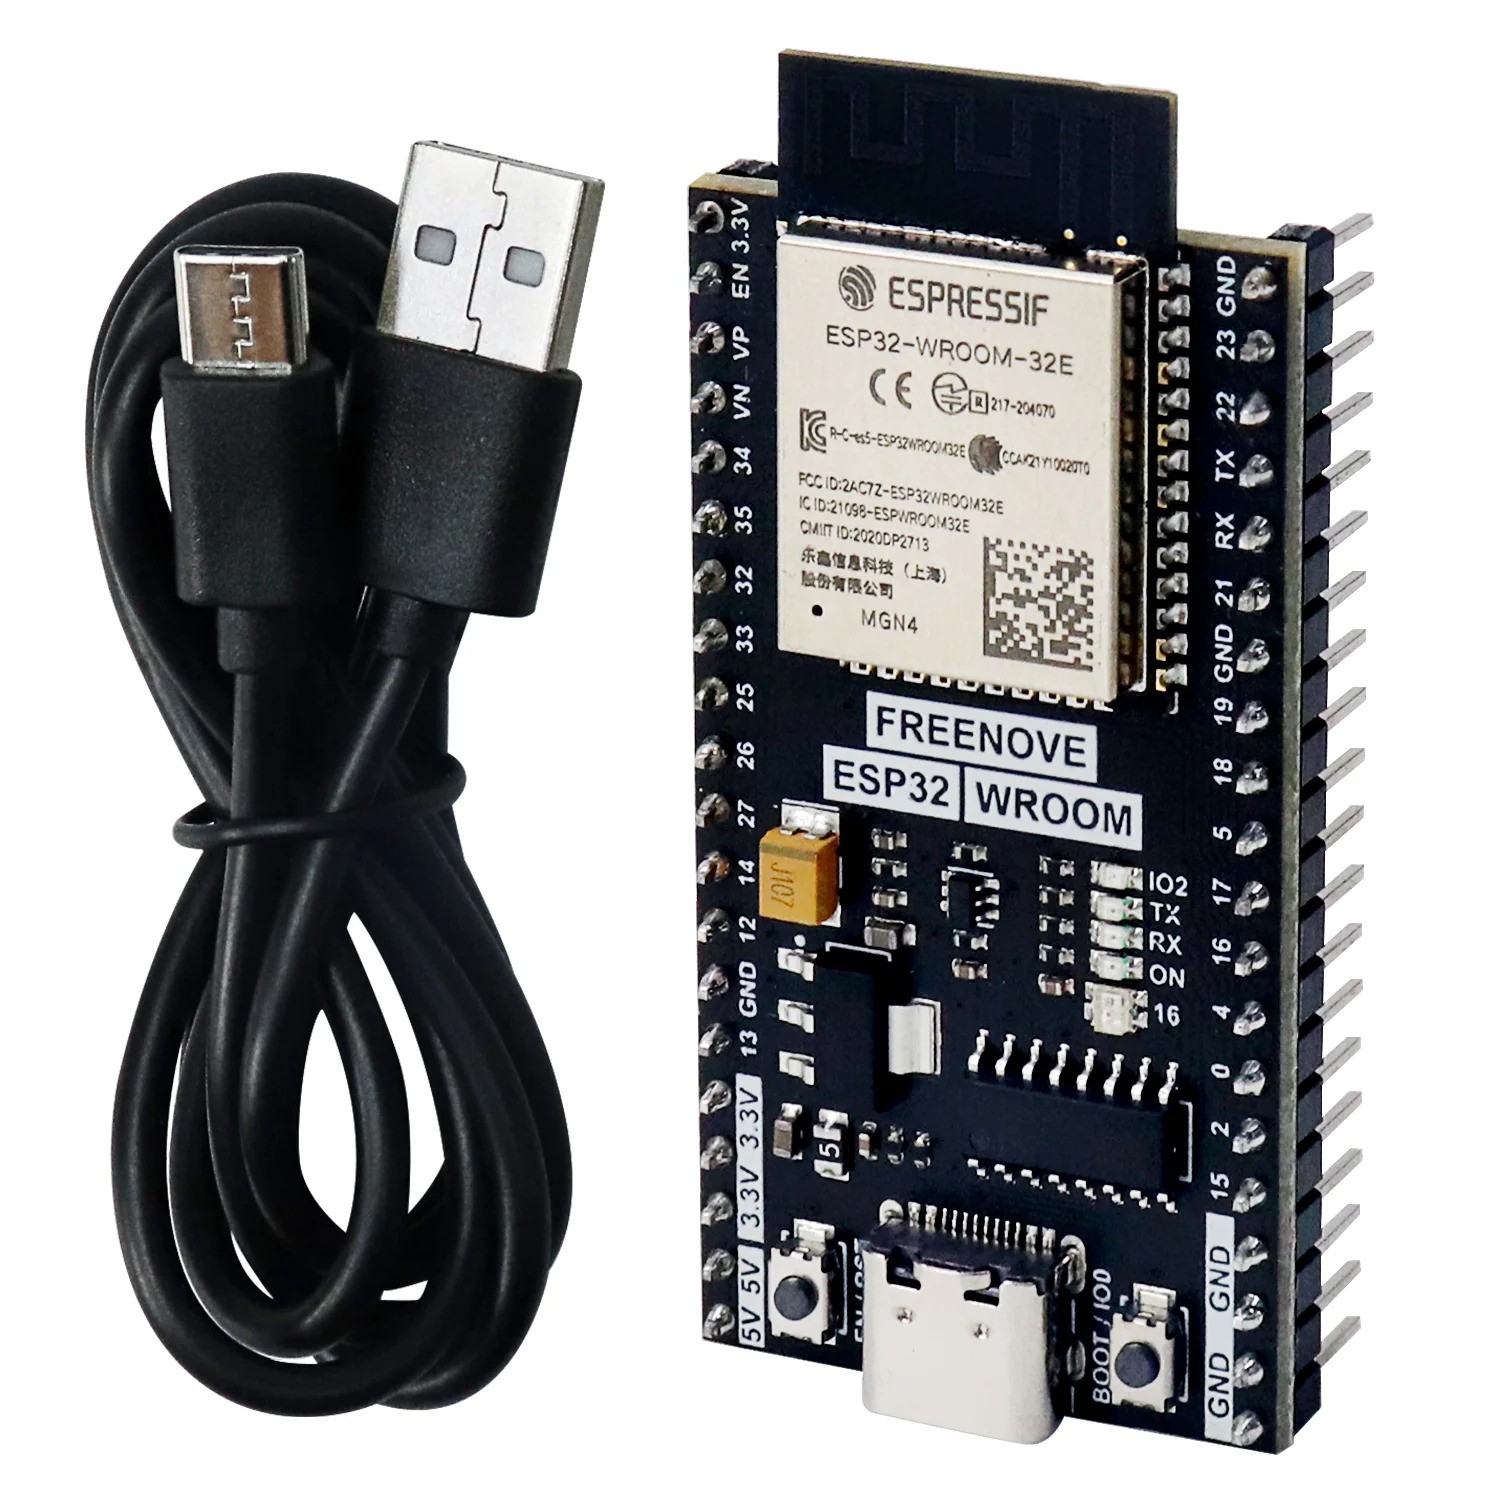 ESPRESSIF
ESP32-WROOM-32E
CE R 217-204070
R-C-es5-ESP32WROOM32E CCAK21Y10020T0
FCC ID:2AC7Z-ESP32WROOM32E
IC ID:21098-ESPWROOM32E
CMIIT ID:2020DP2713
乐鑫信息科技（上海）
股份有限公司
MGN4
FREENOVE
ESP32 WROOM
J107
IO2
TX
RX
ON
16
3.3V
EN
VP
VN
34
35
32
33
25
26
27
14
12
GND
13
3.3V
3.3V
5V
5V
GND
23
22
TX
RX
21
GND
19
18
5
17
16
4
0
2
15
GND
GND
BOOT / IO0